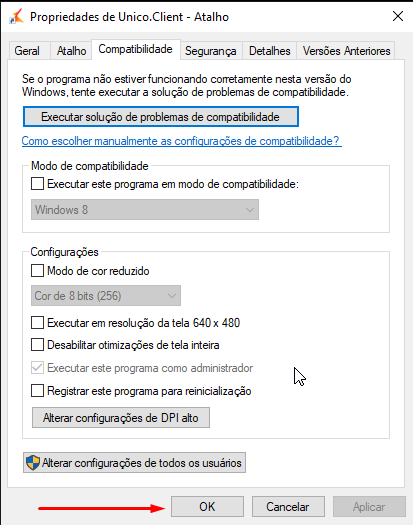 Propriedades de Unico.Client - Atalho
Geral Atalho Compatibilidade Segurança Detalhes Versões Anteriores
Se o programa não estiver funcionando corretamente nesta versão do
Windows, tente executar a solução de problemas de compatibilidade.
Executar solução de problemas de compatibilidade
Como escolher manualmente as configurações de compatibilidade?
Modo de compatibilidade
Executar este programa em modo de compatibilidade:
Windows 8
Configurações
Modo de cor reduzido
Cor de 8 bits (256)
Executar em resolução da tela 640 x 480
Desabilitar otimizações de tela inteira
Executar este programa como administrador
Registrar este programa para reinicialização
Alterar configurações de DPI alto
Alterar configurações de todos os usuários
OK Cancelar Aplicar